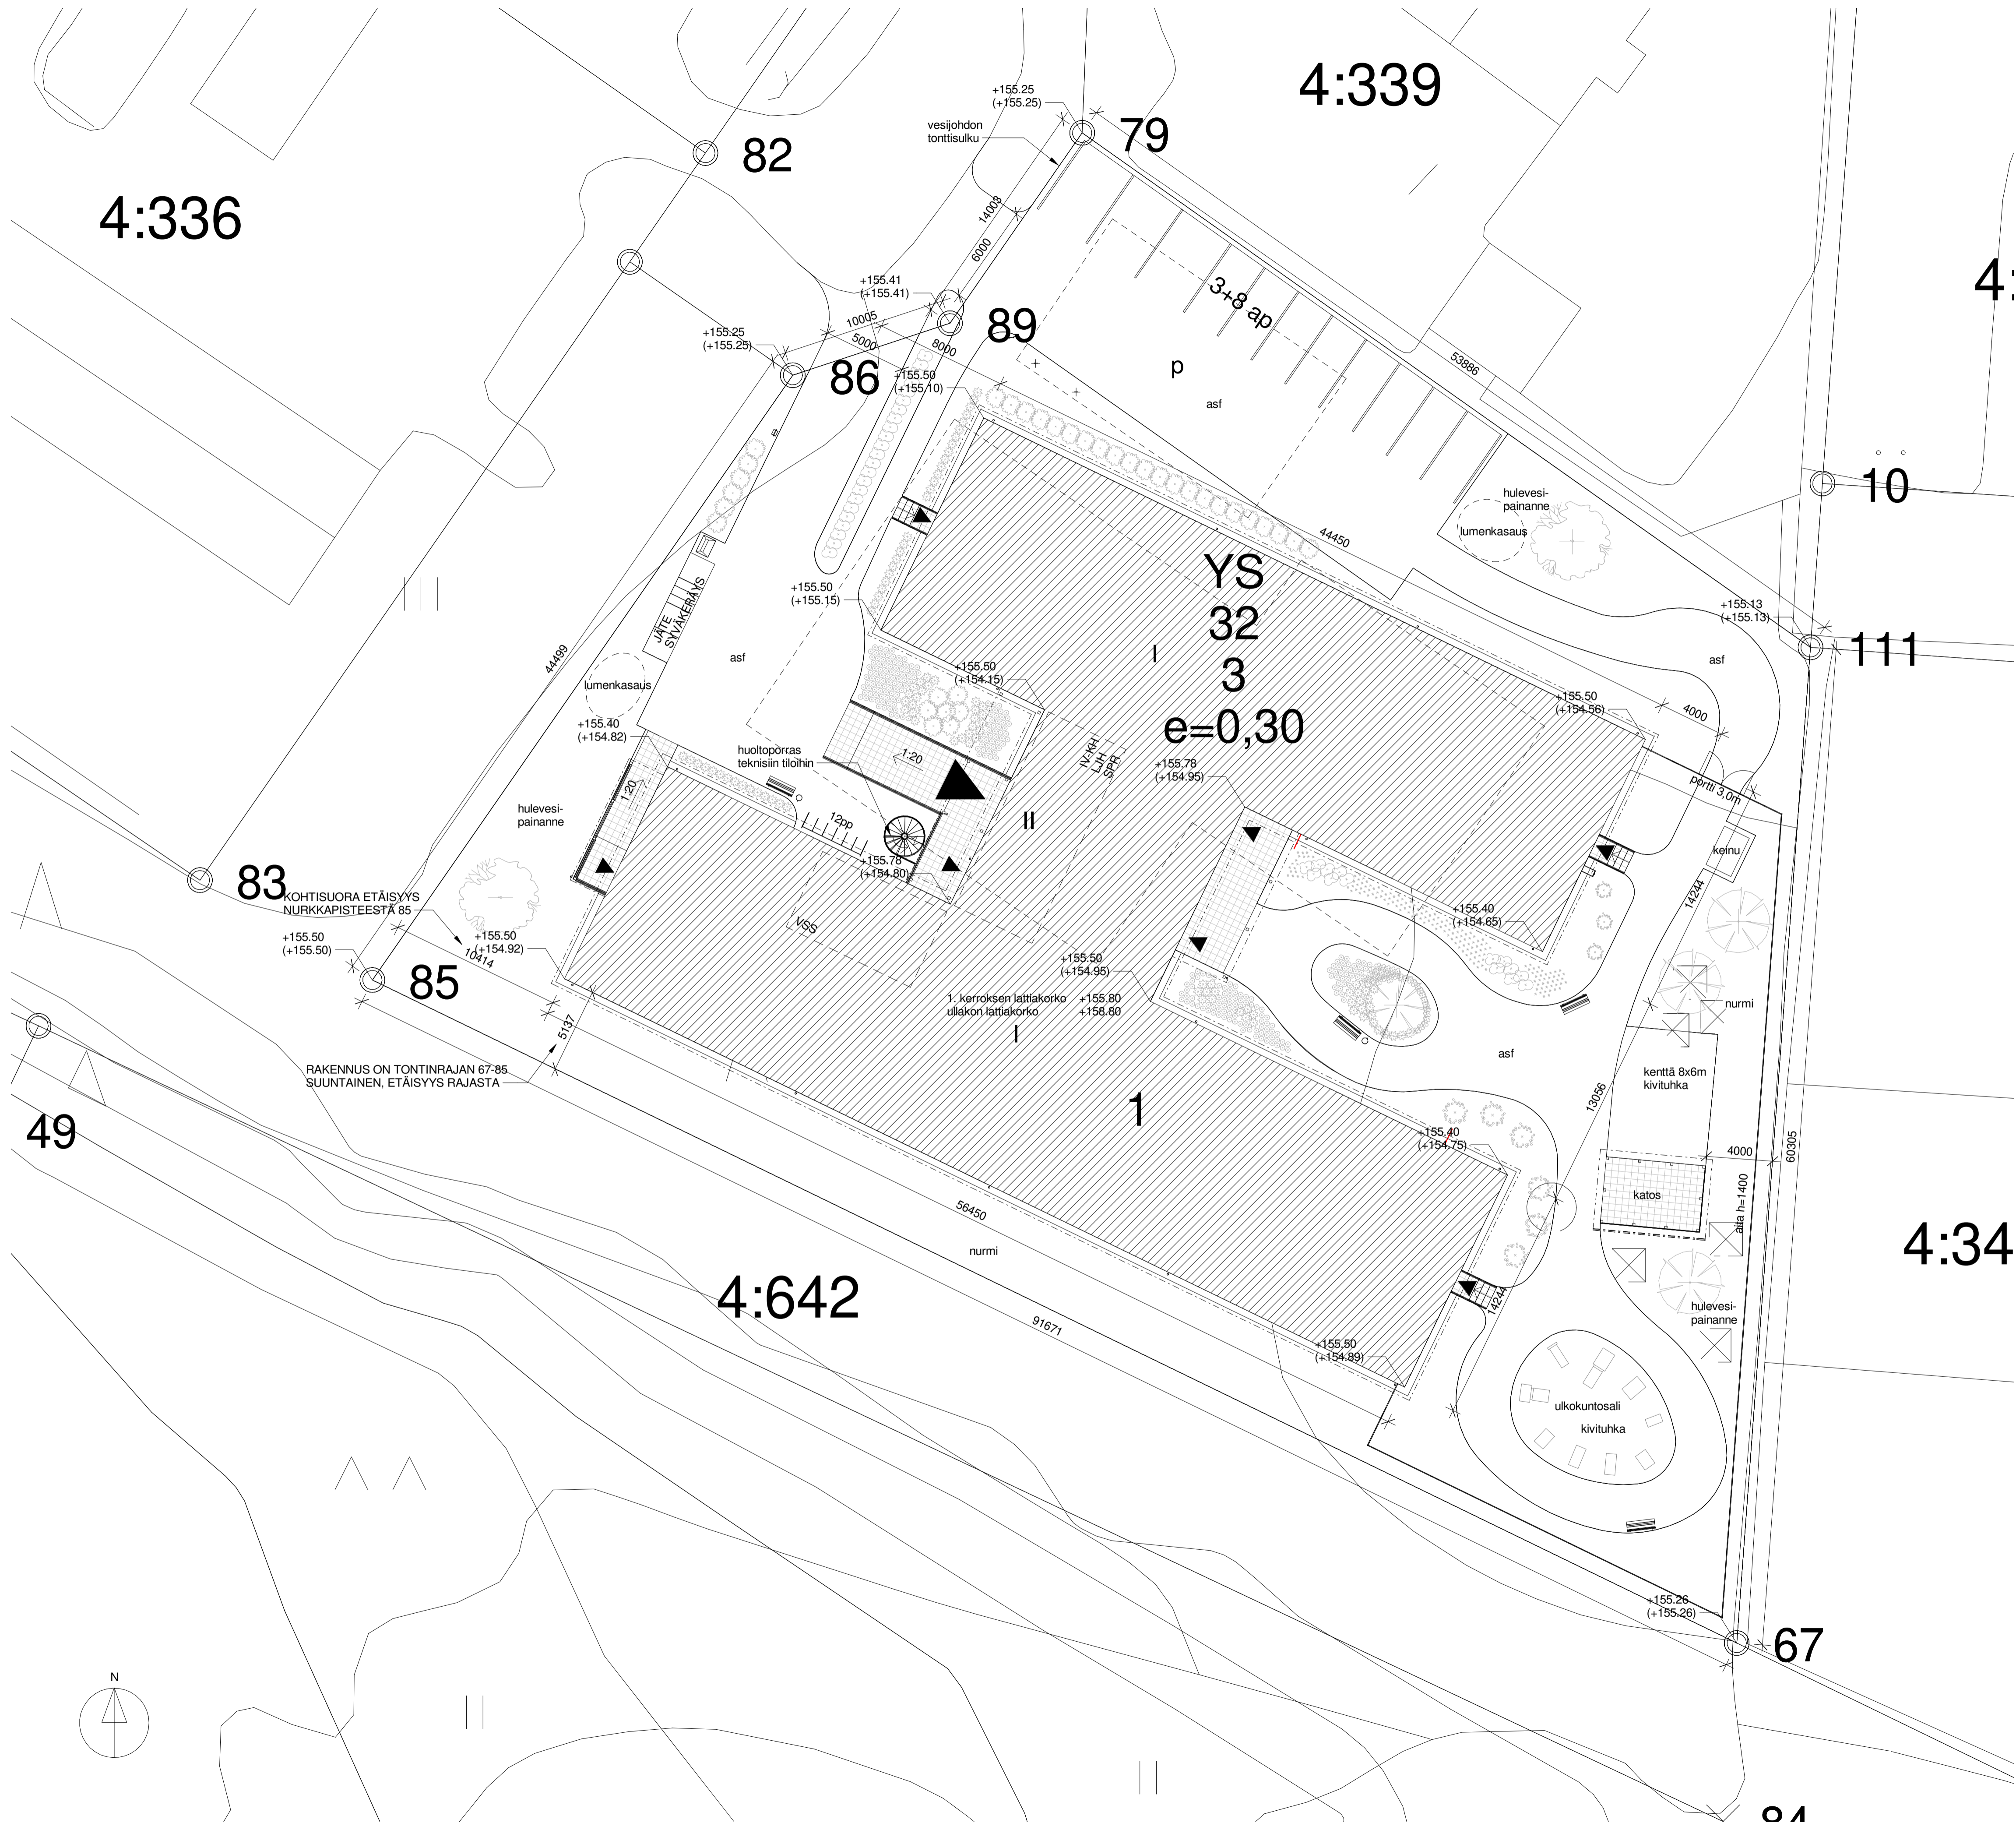 4:339
+155.25
(+155.25)
79
vesijohdon
tonttisulku
82
4:336
14003
6000
4:
3+8 ap
+155.41
(+155.41)
89
10005
5000
8000
+155.25
(+155.25)
86
+155.50
(+155.10)
p
asf
53886
10
hulevesi-
painanne
lumenkasaus
44450
YS
32
3
e=0,30
I
+155.50
(+155.15)
JÄTE
SYVÄKERÄYS
+155.13
(+155.13)
111
asf
44499
asf
lumenkasaus
+155.50
(+154.15)
+155.50
(+154.56)
4000
+155.40
(+154.82)
huoltoporras
teknisiin tiloihin
1:20
IV-KH
LJH
SPR
+155.78
(+154.95)
portti 3,0m
1:20
hulevesi-
painanne
12pp
II
keinu
+155.78
(+154.80)
83
KOHTISUORA ETÄISYYS
NURKKAPISTEESTÄ 85
14244
VSS
+155.40
(+154.65)
+155.50
(+155.50)
+155.50
(+154.92)
10414
85
+155.50
(+154.95)
1. kerroksen lattiakorko +155.80
ullakon lattiakorko +158.80
I
nurmi
5137
asf
RAKENNUS ON TONTINRAJAN 67-85
SUUNTAINEN, ETÄISYYS RAJASTA
kenttä 8x6m
kivituhka
13056
49
1
+155.40
(+154.75)
4000
60305
katos
aita h=1400
56450
nurmi
4:34
4:642
91671
14244
hulevesi-
painanne
+155.50
(+154.89)
ulkokuntosali
kivituhka
+155.26
(+155.26)
67
N
84